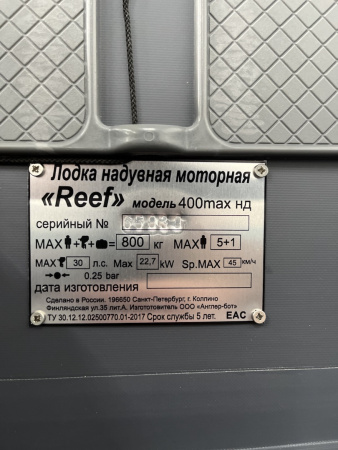 Лодка надувная моторная
«Reef» модель 400max нд
серийный №
MAX + + = 800 кг MAX 5+1
MAX 30 л.с. Max 22,7 kW Sp.MAX 45 км/ч
0.25 bar
дата изготовления
Сделано в России. 196650 Санкт-Петербург, г. Колпино
Финляндская ул.35 лит.А, Изготовитель ООО «Англер-бот»
ТУ 30.12.12.02500770.01-2017 Срок службы 5 лет. EAC